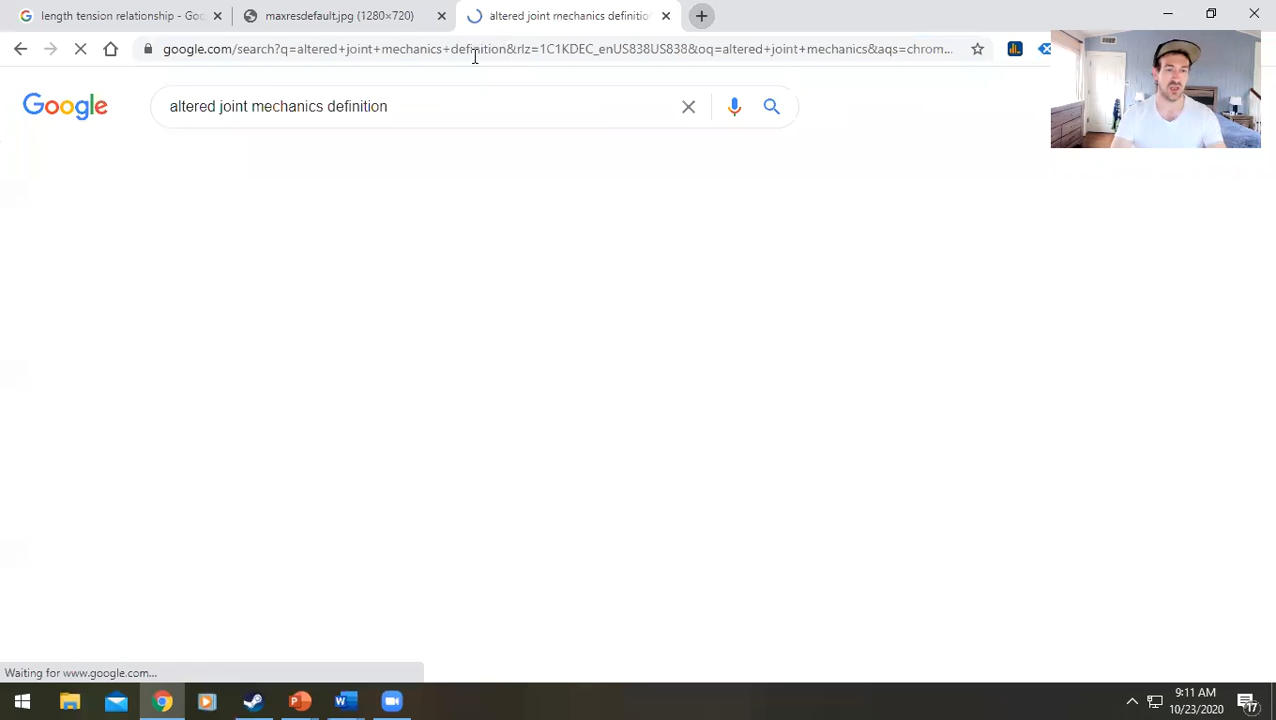 length tension relationship - Goo
maxresdefault.jpg (1280×720)
altered joint mechanics definitio
google.com/search?q=altered+joint+mechanics+definition&rlz=1C1KDEC_enUS838US838&oq=altered+joint+mechanics&aqs=chrom...
Google
altered joint mechanics definition
Waiting for www.google.com...
9:11 AM
10/23/2020
17